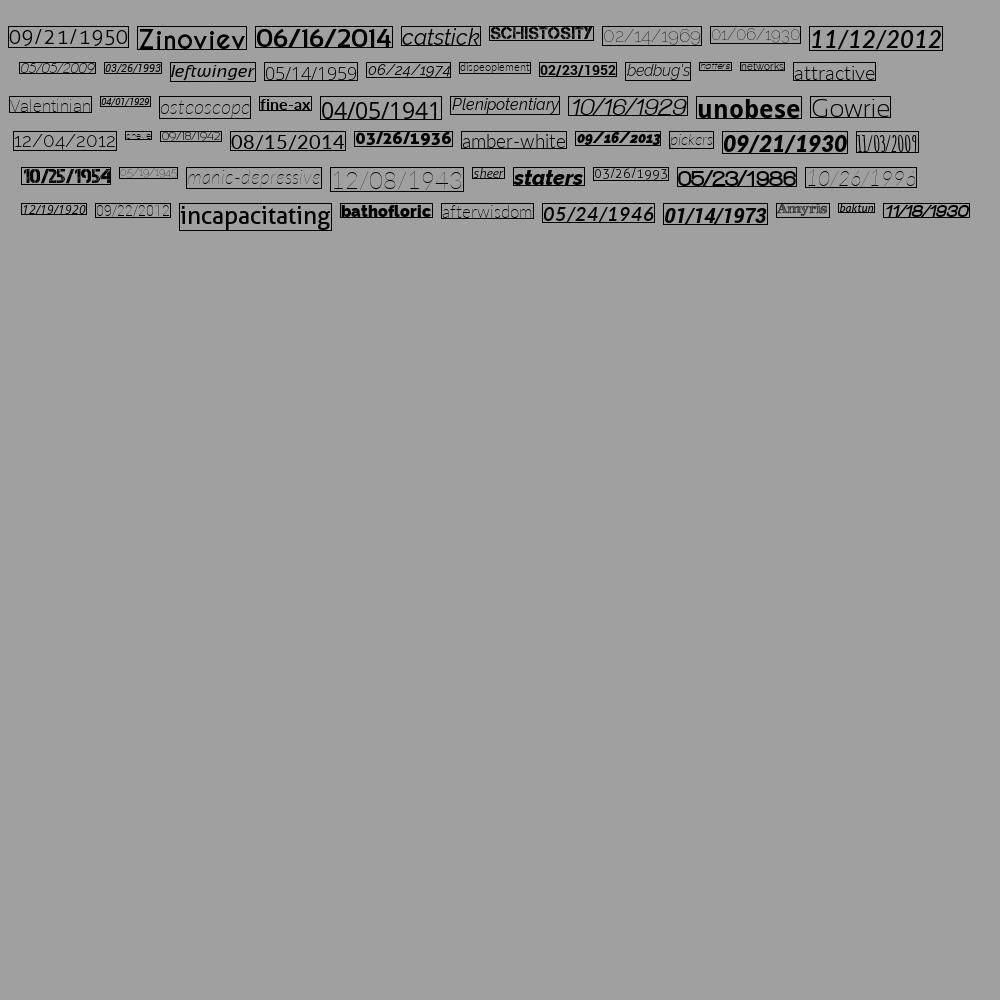 09/21/1950 Zinoviev 06/16/2014 catstick SCHISTOSITY 02/14/1969 01/06/1930 11/12/2012
05/05/2009 03/26/1993 leftwinger 05/14/1959 06/24/1974 dispeoplement 02/23/1952 bedbug's networks attractive
Valentinian 04/01/1929 ostcoscope fine-ax 04/05/1941 Plenipotentiary 10/16/1929 unobese Gowrie
12/04/2012 09/18/1942 08/15/2014 03/26/1936 amber-white 09/16/2013 bickers 09/21/1930 11/03/2009
10/25/1954 05/19/1945 manic-depressive 12/08/1943 sheer staters 03/26/1993 05/23/1986 10/26/1996
12/19/1920 09/22/2012 incapacitating bathofloric afterwisdom 05/24/1946 01/14/1973 Amyris baktun 11/18/1930